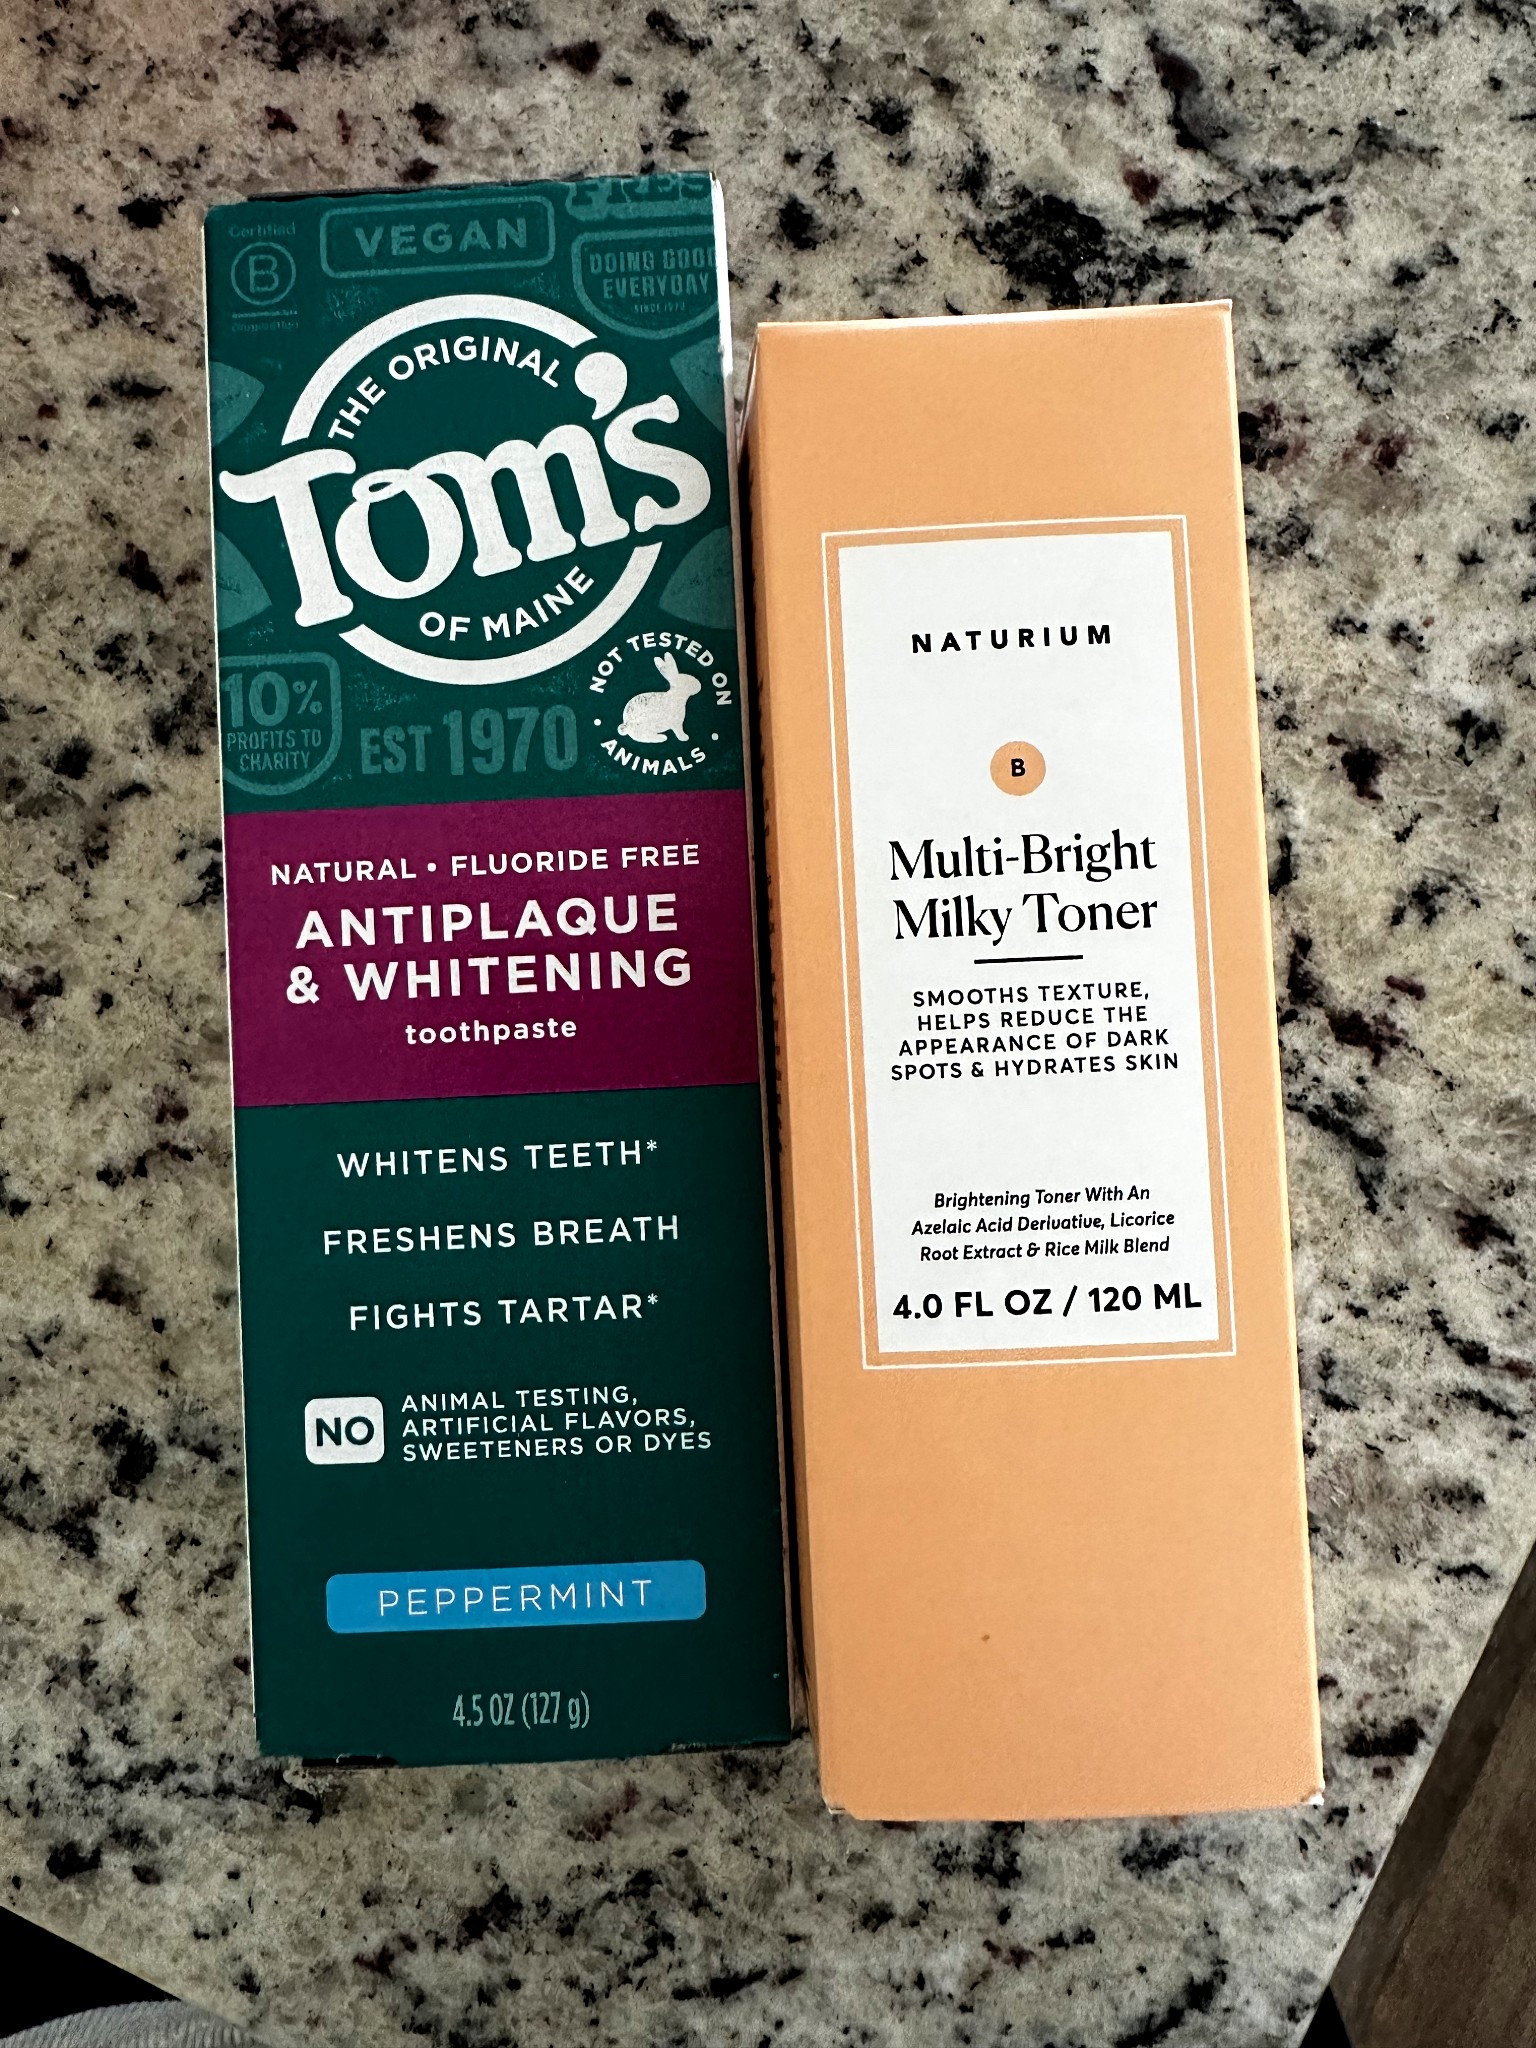 Certified
B
Corporation
VEGAN
DOING GOOD
EVERYDAY
SINCE 1970
THE ORIGINAL
Tom's
OF MAINE
NOT TESTED ON
ANIMALS
10%
PROFITS TO
CHARITY
EST 1970
NATURAL • FLUORIDE FREE
ANTIPLAQUE
& WHITENING
toothpaste
WHITENS TEETH*
FRESHENS BREATH
FIGHTS TARTAR*
NO
ANIMAL TESTING,
ARTIFICIAL FLAVORS,
SWEETENERS OR DYES
PEPPERMINT
4.5 OZ (127 g)
NATURIUM
B
Multi-Bright
Milky Toner
SMOOTHS TEXTURE,
HELPS REDUCE THE
APPEARANCE OF DARK
SPOTS & HYDRATES SKIN
Brightening Toner With An
Azelaic Acid Derivative, Licorice
Root Extract & Rice Milk Blend
4.0 FL OZ / 120 ML